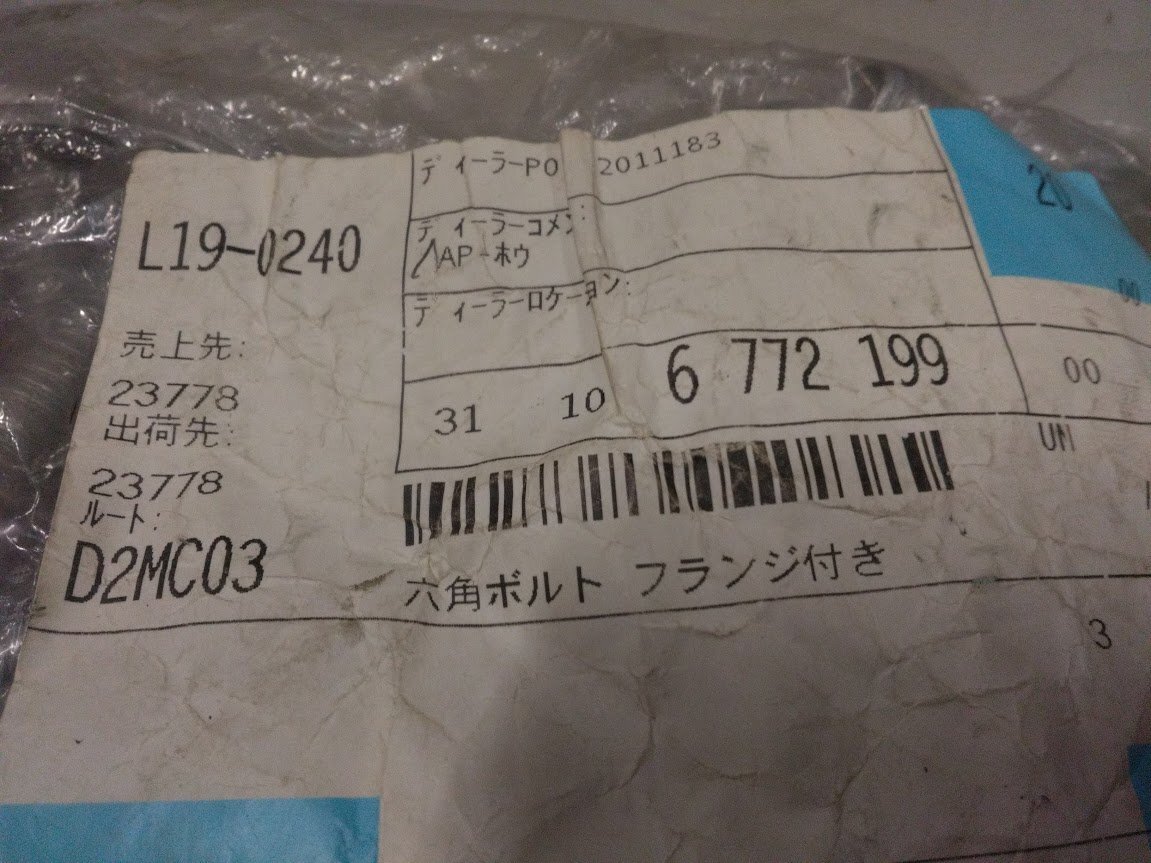 L19-0240
売上先:
23778
出荷先:
23778
ルート:
D2MC03
ディーラーPO 2011183
ディーラーコメン:
/AP-ホウ
ディーラーロケーョン:
31 10 6 772 199
六角ボルト フランジ付き
20
00
00
UM
3